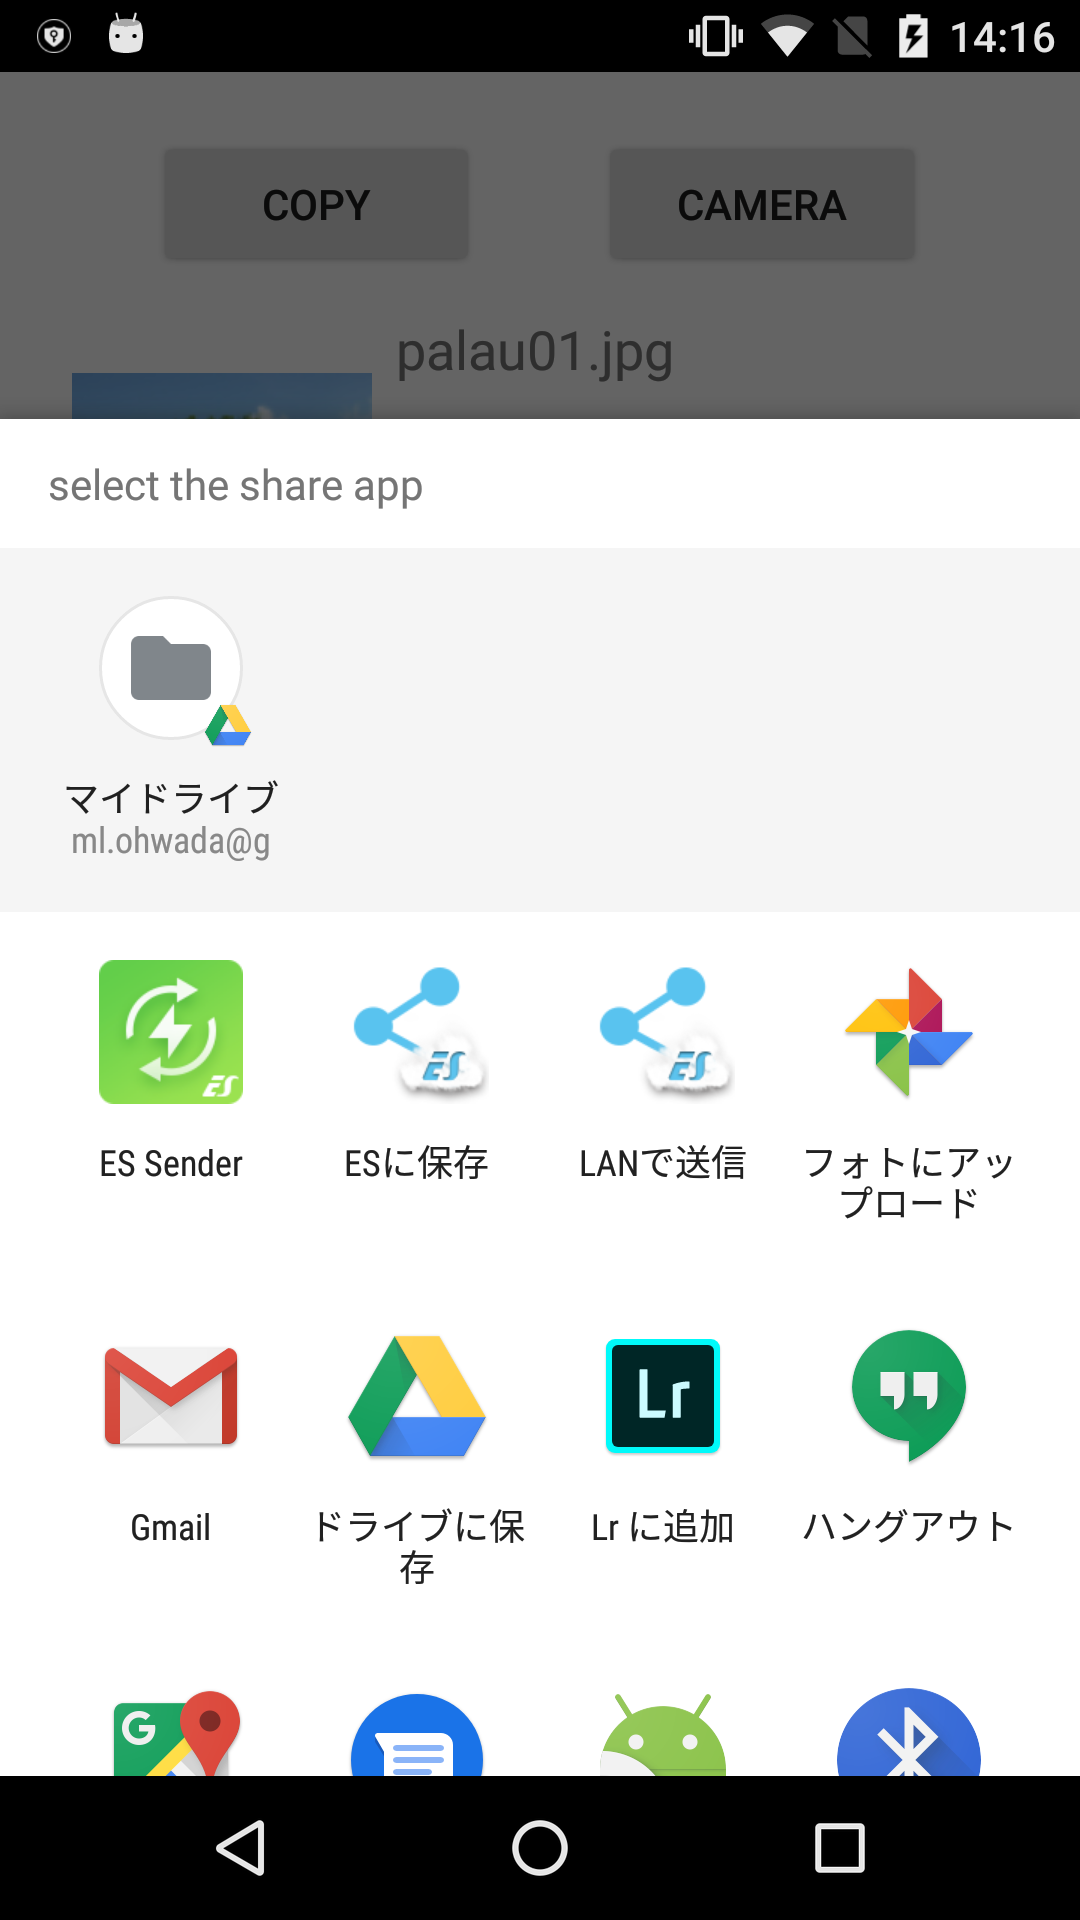 14:16
COPY
CAMERA
palau01.jpg
select the share app
マイドライブ
ml.ohwada@g
ES
ES
ES
ES Sender
ESに保存
LANで送信
フォトにアッ
プロード
Lr
Gmail
ドライブに保
存
Lr に追加
ハングアウト
G